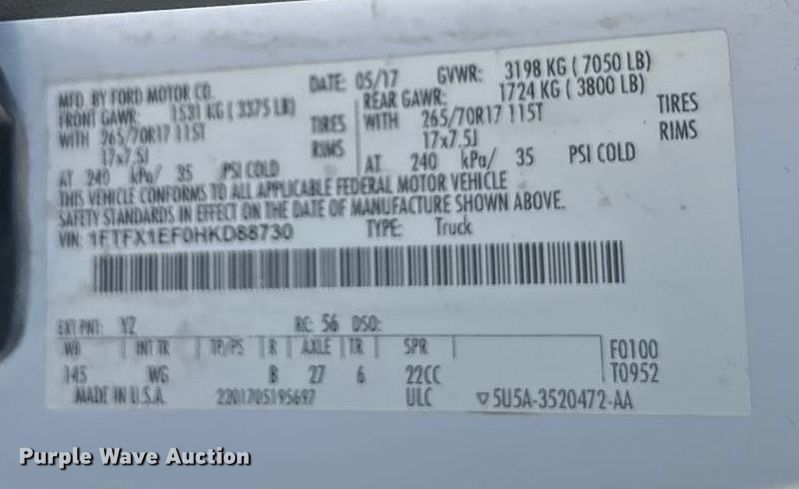 MFD. BY FORD MOTOR CO. DATE: 05/17 GVWR: 3198 KG ( 7050 LB)
FRONT GAWR: 1531 KG ( 3375 LB) REAR GAWR: 1724 KG ( 3800 LB)
WITH 265/70R17 115T TIRES WITH 265/70R17 115T TIRES
17x7.5J RIMS 17x7.5J RIMS
AT 240 kPa/ 35 PSI COLD AT 240 kPa/ 35 PSI COLD
THIS VEHICLE CONFORMS TO ALL APPLICABLE FEDERAL MOTOR VEHICLE
SAFETY STANDARDS IN EFFECT ON THE DATE OF MANUFACTURE SHOWN ABOVE.
VIN: 1FTFX1EF0HKD88730 TYPE: Truck
EXT PNT: YZ RC: 56 DSO:
WB INT TR TP/PS R AXLE TR SPR F0100
145 WG B 27 6 22CC T0952
MADE IN U.S.A. 2201705195697 ULC ▽5U5A-3520472-AA
Purple Wave Auction